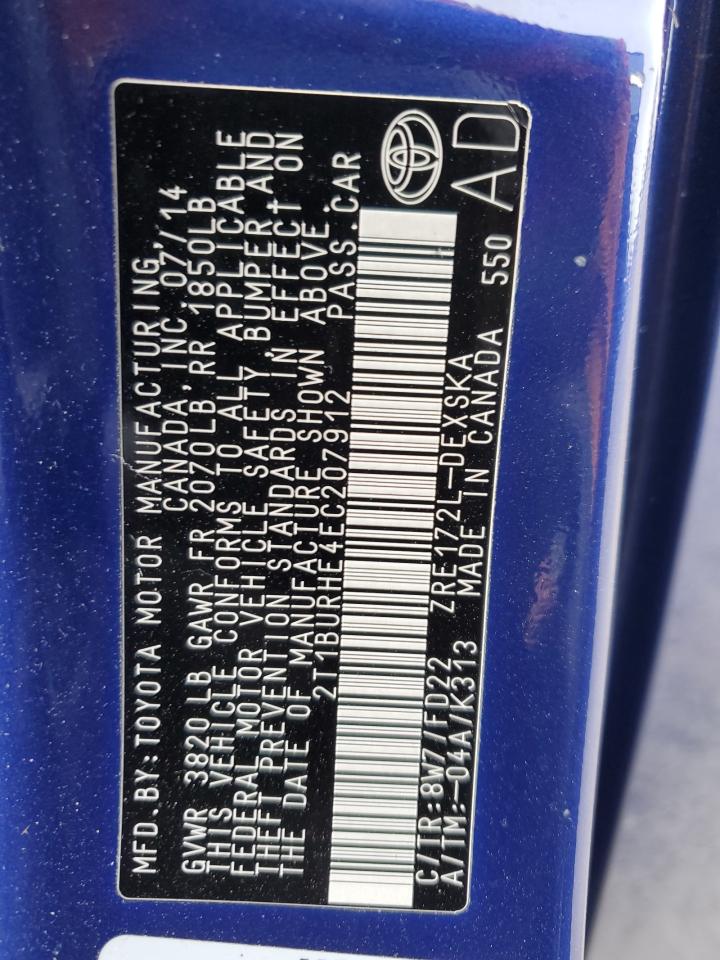 MFD.BY:TOYOTA MOTOR MANUFACTURING,
CANADA,INC 07/14
GVWR 3820LB GAWR FR 2070LB,RR 1850LB
THIS VEHICLE CONFORMS TO ALL APPLICABLE
FEDERAL MOTOR VEHICLE SAFETY, BUMPER,AND
THEFT PREVENTION STANDARDS IN EFFECT ON
THE DATE OF MANUFACTURE SHOWN ABOVE.
2T1BURHE4EC207912 PASS.CAR
C/TR:8W7/FD22 ZRE172L-DEXSKA
A/TM:-04A/K313 MADE IN CANADA 550
AD